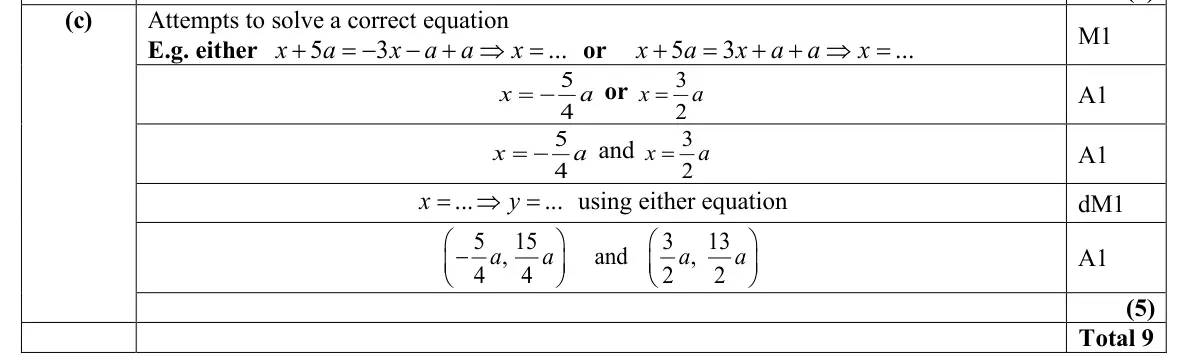 (c) Attempts to solve a correct equation M1
E.g. either x + 5a = −3x − a + a ⇒ x = ... or x + 5a = 3x + a + a ⇒ x = ...
x = −5/4 a or x = 3/2 a A1
x = −5/4 a and x = 3/2 a A1
x = ... ⇒ y = ... using either equation dM1
(−5/4 a, 15/4 a) and (3/2 a, 13/2 a) A1
(5)
Total 9